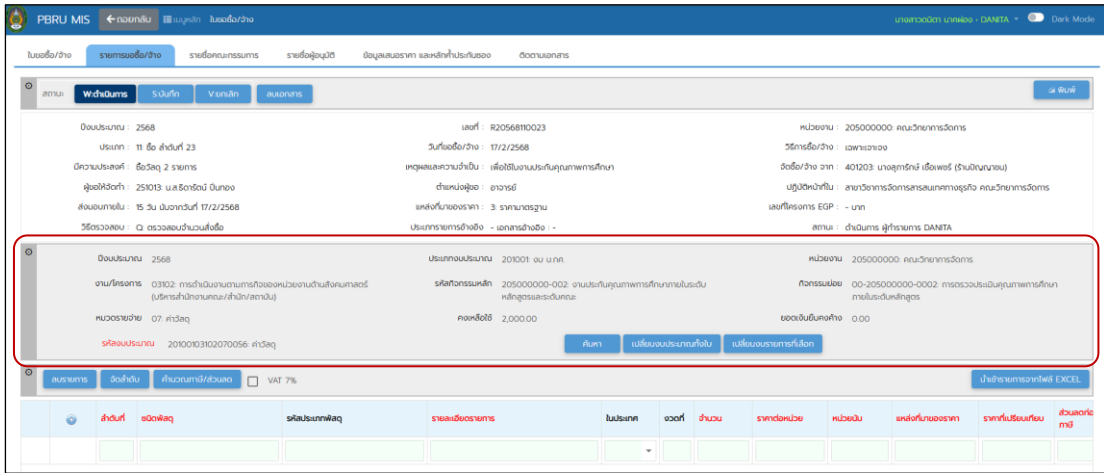 PBRU MIS ถอยกลับ เมนูหลัก ใบขอซื้อ/จ้าง นางสาวดนิตา นาคผ่อง - DANITA Dark Mode
ใบขอซื้อ/จ้าง รายการขอซื้อ/จ้าง รายชื่อคณะกรรมการ รายชื่อผู้อนุมัติ ข้อมูลเสนอราคา และหลักค้ำประกันซอง ติดตามเอกสาร
สถานะ W:ดำเนินการ S:บันทึก V:ยกเลิก ลบเอกสาร พิมพ์
ปีงบประมาณ : 2568 เลขที่ : R20568110023 หน่วยงาน : 205000000: คณะวิทยาการจัดการ
ประเภท : 11 ซื้อ ลำดับที่ 23 วันที่ขอซื้อ/จ้าง : 17/2/2568 วิธีการซื้อ/จ้าง : เฉพาะเจาะจง
มีความประสงค์ : ซื้อวัสดุ 2 รายการ เหตุผลและความจำเป็น : เพื่อใช้ในงานประกันคุณภาพการศึกษา จัดซื้อ/จ้าง จาก : 401203: นางสุภารักษ์ เชื้อเพชร์ (ร้านปัญญาชน)
ผู้ขอให้จัดทำ : 251013: น.ส.ธิดารัตน์ ปิ่นทอง ตำแหน่งผู้ขอ : อาจารย์ ปฏิบัติหน้าที่ใน : สาขาวิชาการจัดการสารสนเทศทางธุรกิจ คณะวิทยาการจัดการ
ส่งมอบภายใน : 15 วัน นับจากวันที่ 17/2/2568 แหล่งที่มาของราคา : 3: ราคามาตรฐาน เลขที่โครงการ EGP : - บาท
วิธีตรวจสอบ : Q: ตรวจสอบจำนวนสั่งซื้อ ประเภทรายการอ้างอิง - เอกสารอ้างอิง : - สถานะ : ดำเนินการ ผู้ทำรายการ DANITA
ปีงบประมาณ 2568 ประเภทงบประมาณ 201001: งบ บ.กศ. หน่วยงาน 205000000: คณะวิทยาการจัดการ
งาน/โครงการ 03102: การดำเนินงานตามภารกิจของหน่วยงานด้านสังคมศาสตร์ รหัสกิจกรรมหลัก 205000000-002: งานประกันคุณภาพการศึกษาภายในระดับ กิจกรรมย่อย 00-205000000-0002: การตรวจประเมินคุณภาพการศึกษา
(บริหารสำนักงานคณะ/สำนัก/สถาบัน) หลักสูตรและระดับคณะ ภายในระดับหลักสูตร
หมวดรายจ่าย 07: ค่าวัสดุ คงเหลือใช้ 2,000.00 ยอดเงินยืมคงค้าง 0.00
รหัสงบประมาณ 20100103102070056: ค่าวัสดุ ค้นหา เปลี่ยนงบประมาณทั้งใบ เปลี่ยนงบรายการที่เลือก
ลบรายการ จัดลำดับ คำนวณภาษี/ส่วนลด VAT 7% นำเข้ารายการจากไฟล์ EXCEL
ลำดับที่ ชนิดพัสดุ รหัสประเภทพัสดุ รายละเอียดรายการ ในประเทศ งวดที่ จำนวน ราคาต่อหน่วย หน่วยนับ แหล่งที่มาของราคา ราคาที่เปรียบเทียบ ส่วนลดก่อ
ภาษี